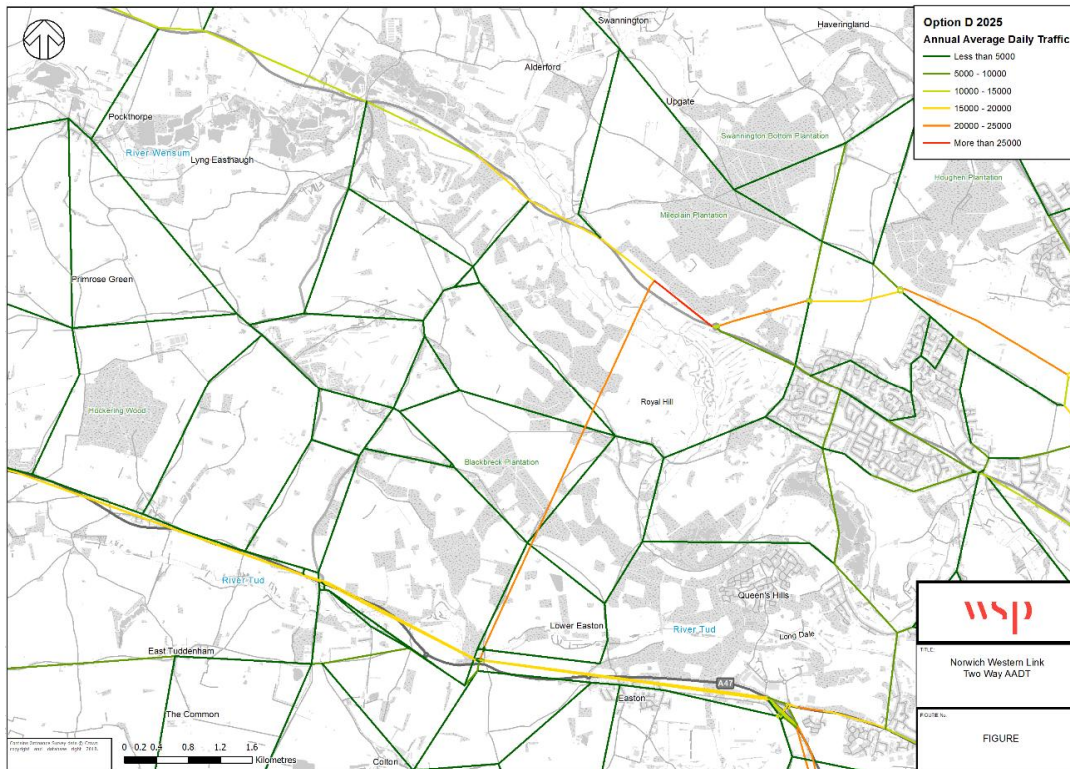 Swannington
Haveringland
Alderford
Upgate
Pockthorpe
Swannington Bottom Plantation
River Wensum
Lyng Easthaugh
Houghen Plantation
Mileplain Plantation
Primrose Green
Royal Hill
Hockering Wood
Blackbreck Plantation
River Tud
Queen's Hills
Lower Easton
River Tud
Long Dale
East Tuddenham
A47
Easton
The Common
Colton
0 0.2 0.4 0.8 1.2 1.6
Kilometres
Option D 2025
Annual Average Daily Traffic
Less than 5000
5000 - 10000
10000 - 15000
15000 - 20000
20000 - 25000
More than 25000
wsp
TITLE:
Norwich Western Link
Two Way AADT
FIGURE No:
FIGURE